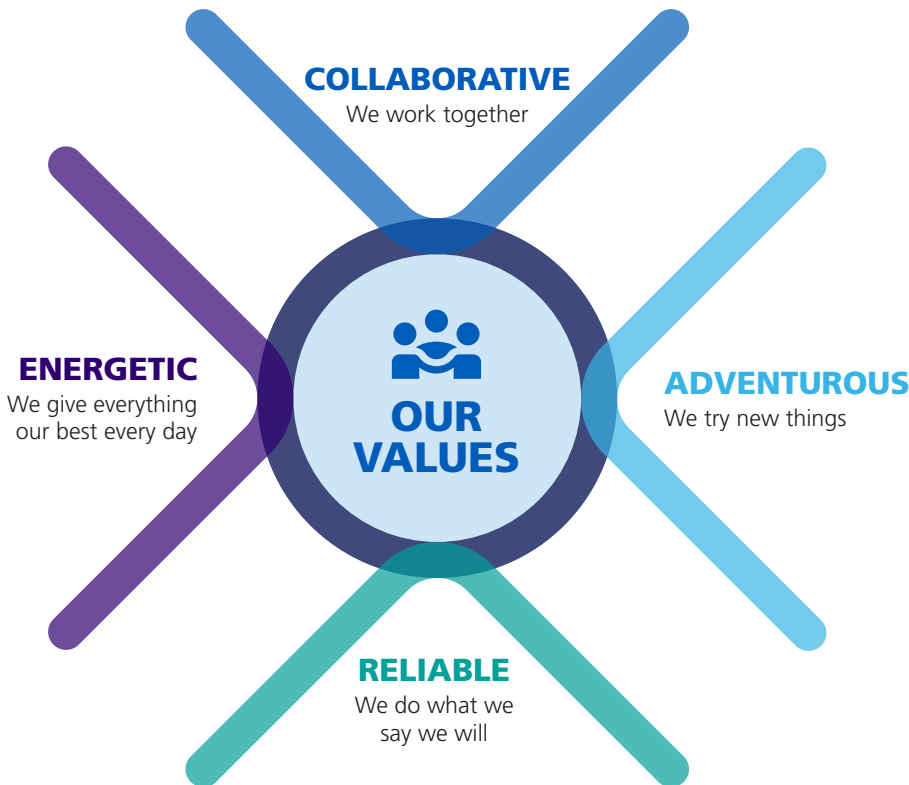 COLLABORATIVE
We work together
ENERGETIC
We give everything
our best every day
OUR
VALUES
ADVENTUROUS
We try new things
RELIABLE
We do what we
say we will